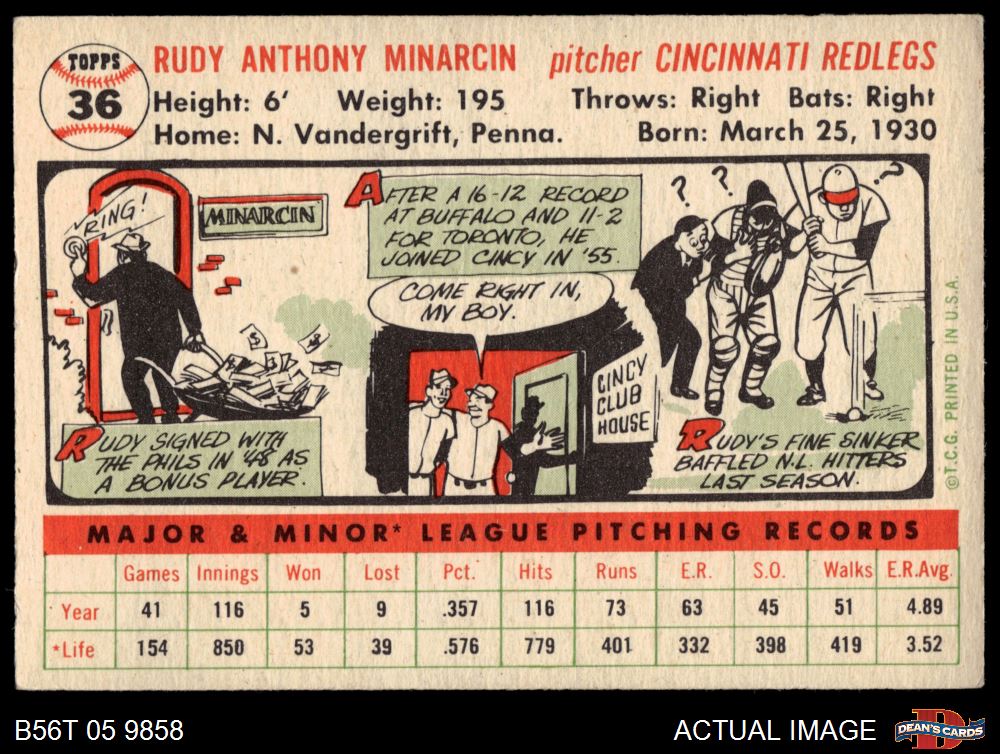 TOPPS
36
RUDY ANTHONY MINARCIN pitcher CINCINNATI REDLEGS
Height: 6' Weight: 195 Throws: Right Bats: Right
Home: N. Vandergrift, Penna. Born: March 25, 1930
RING!
MINARCIN
RUDY SIGNED WITH
THE PHILS IN '48 AS
A BONUS PLAYER.
AFTER A 16-12 RECORD
AT BUFFALO AND 11-2
FOR TORONTO, HE
JOINED CINCY IN '55.
COME RIGHT IN,
MY BOY.
CINCY
CLUB
HOUSE
? ? ?
RUDY'S FINE SINKER
BAFFLED N.L. HITTERS
LAST SEASON.
©T.C.G. PRINTED IN U.S.A.
MAJOR & MINOR* LEAGUE PITCHING RECORDS
Games Innings Won Lost Pct. Hits Runs E.R. S.O. Walks E.R.Avg.
Year 41 116 5 9 .357 116 73 63 45 51 4.89
*Life 154 850 53 39 .576 779 401 332 398 419 3.52
B56T 05 9858
ACTUAL IMAGE
D
DEAN'S CARDS